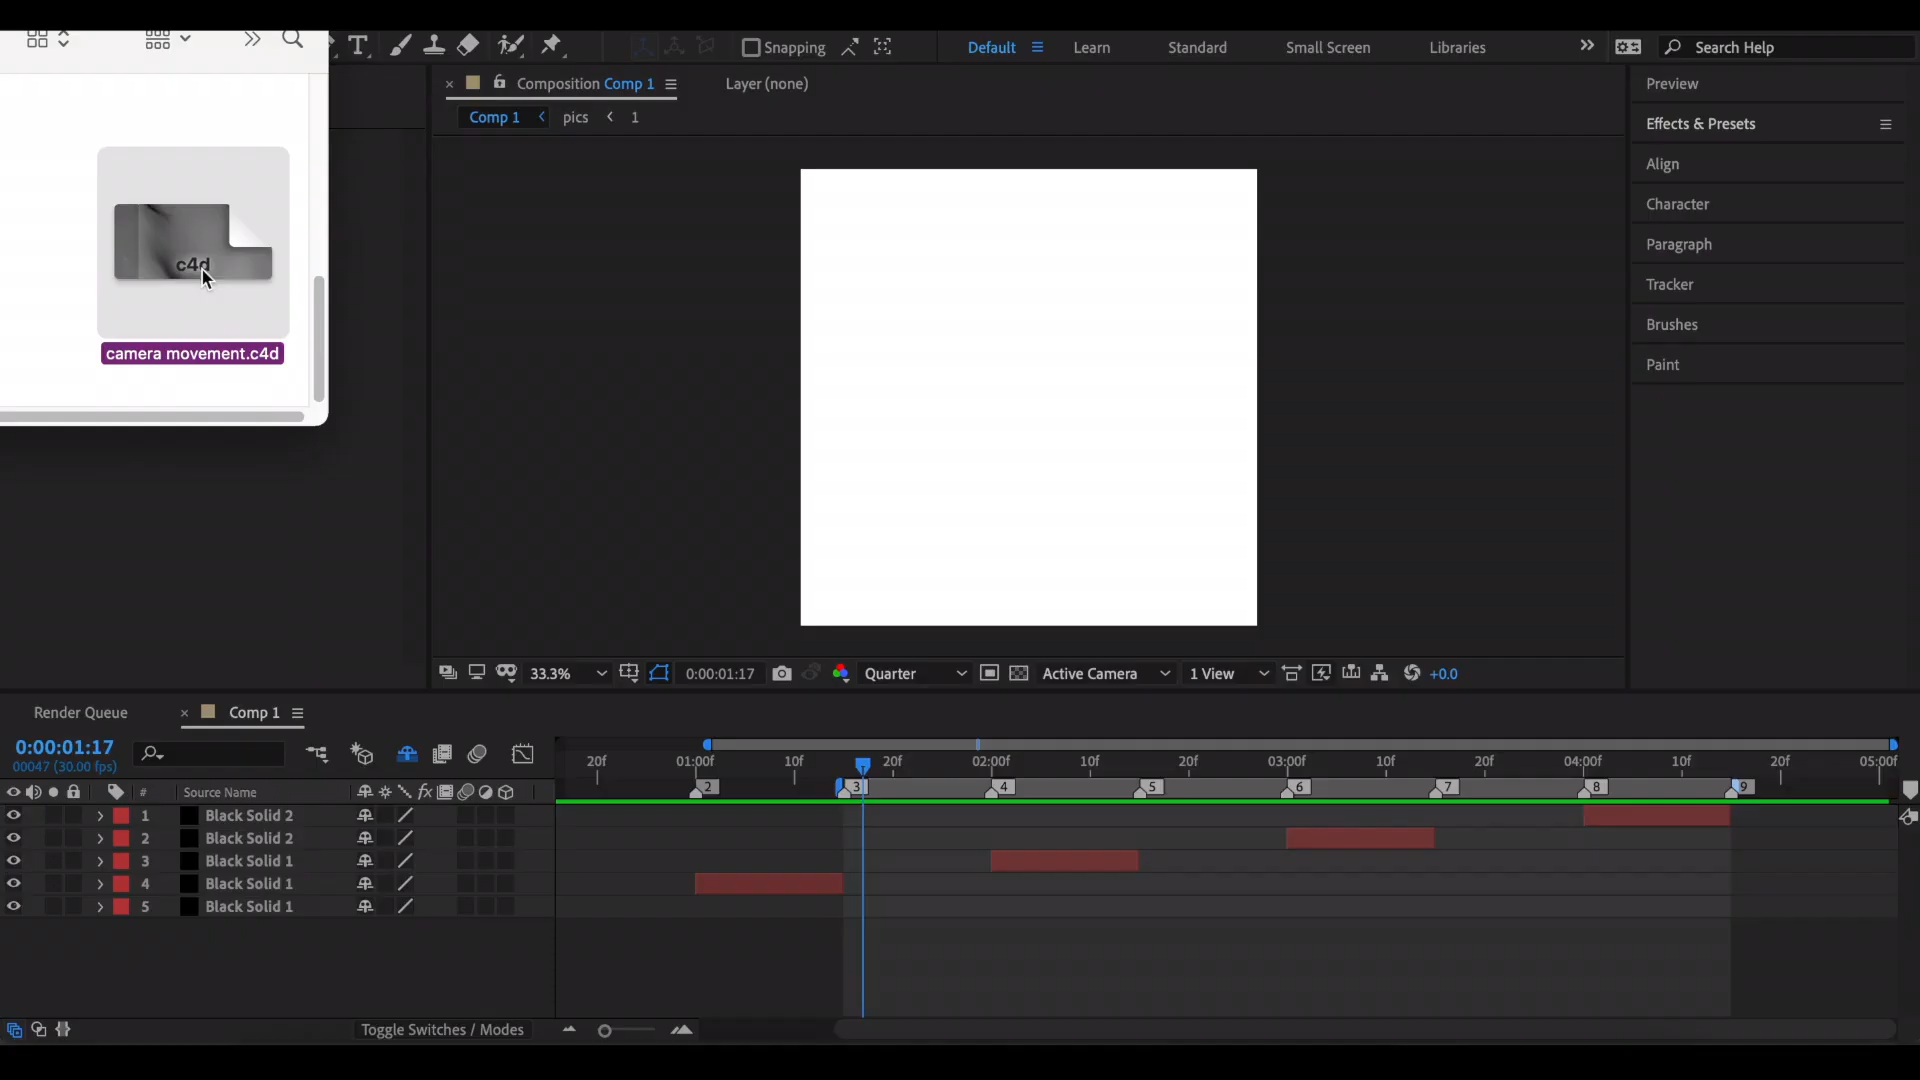 Snapping
Default
Learn
Standard
Small Screen
Libraries
Search Help
Composition Comp 1
Layer (none)
Comp 1
pics
1
c4d
camera movement.c4d
Preview
Effects & Presets
Align
Character
Paragraph
Tracker
Brushes
Paint
33.3%
0:00:01:17
Quarter
Active Camera
1 View
+0.0
Render Queue
Comp 1
0:00:01:17
00047 (30.00 fps)
20f 01:00f 10f 20f 02:00f 10f 20f 03:00f 10f 20f 04:00f 10f 20f 05:00f
2 3 4 5 6 7 8 9
# Source Name fx
1 Black Solid 2
2 Black Solid 2
3 Black Solid 1
4 Black Solid 1
5 Black Solid 1
Toggle Switches / Modes